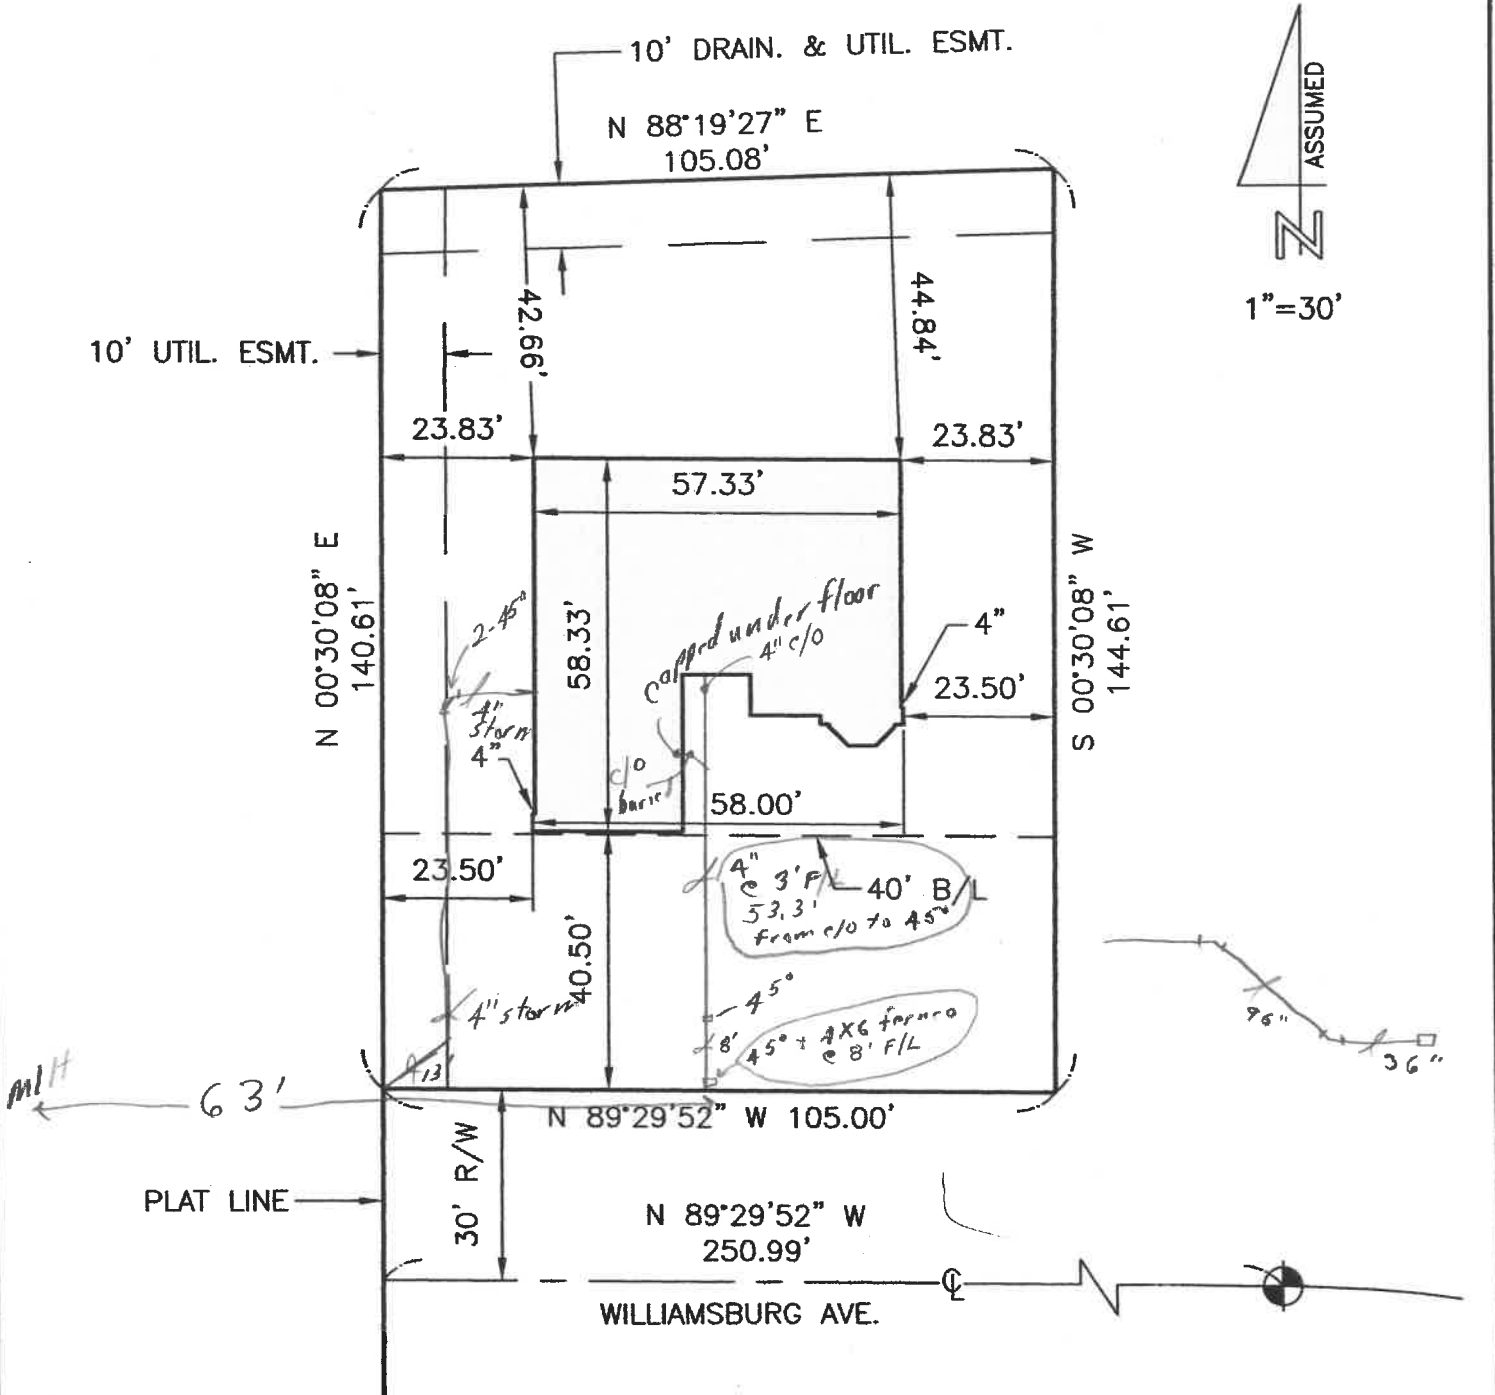 10' DRAIN. & UTIL. ESMT.
N 88°19'27" E
105.08'
ASSUMED
N
1"=30'
42.66'
44.84'
10' UTIL. ESMT.
23.83'
23.83'
57.33'
N 00°30'08" E
140.61'
S 00°30'08" W
144.61'
58.33'
2-45°
capped under floor
4" c/o
4"
23.50'
4"
storm
4"
c/o
58.00'
23.50'
4"
@ 3' F/L
53.3'
from c/o to 45°
40' B/L
40.50'
4" storm
45°
8'
45° + 4X6 fernco
@ 8' F/L
13
96"
36"
MH
63'
N 89°29'52" W 105.00'
30' R/W
PLAT LINE
N 89°29'52" W
250.99'
CL
WILLIAMSBURG AVE.